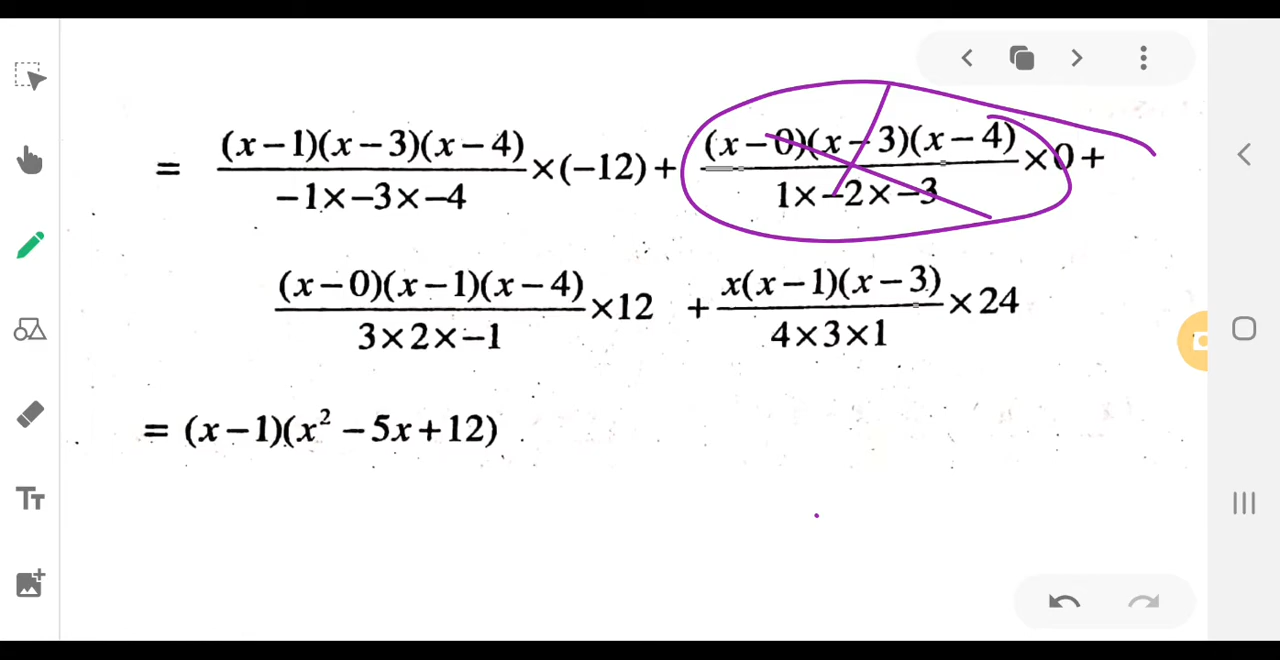 = (x−1)(x−3)(x−4) / −1×−3×−4 ×(−12)+ (x−0)(x−3)(x−4) / 1×−2×−3 ×0+
(x−0)(x−1)(x−4) / 3×2×−1 ×12 + x(x−1)(x−3) / 4×3×1 ×24
= (x−1)(x² −5x+12)
Tт